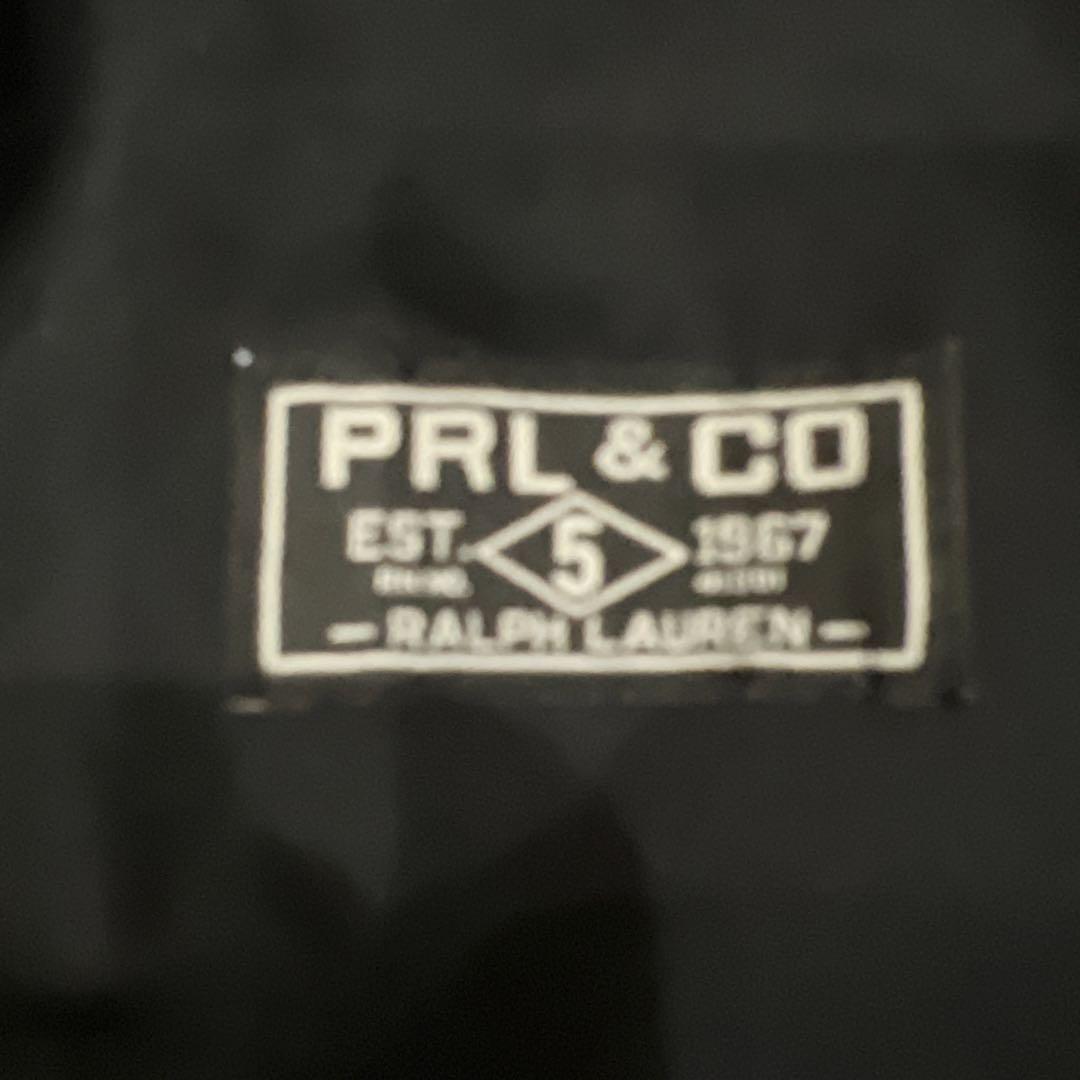 PRL & CO
EST. 5 1967
— RALPH LAUREN —